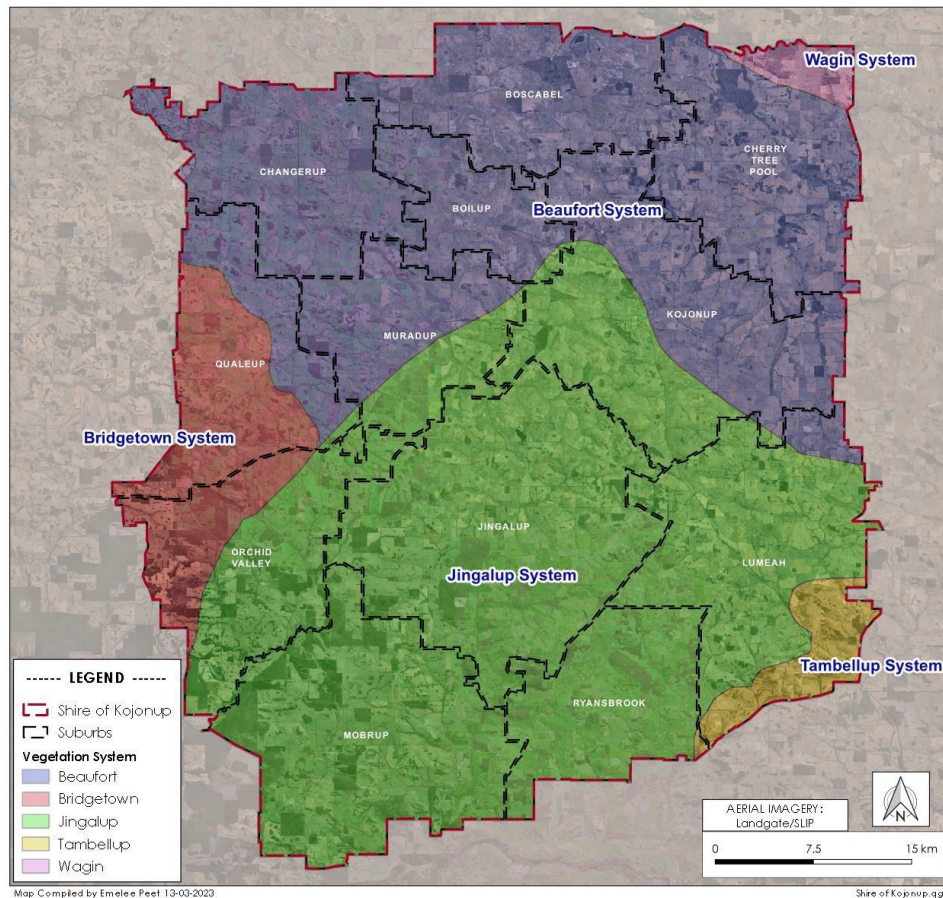 Wagin System
BOSCABEL
CHERRY
TREE
POOL
CHANGERUP
BOILUP
Beaufort System
KOJONUP
MURADUP
QUALEUP
Bridgetown System
JINGALUP
ORCHID
VALLEY
LUMEAH
Jingalup System
Tambellup System
RYANSBROOK
MOBRUP
------ LEGEND ------
Shire of Kojonup
Suburbs
Vegetation System
Beaufort
Bridgetown
Jingalup
Tambellup
Wagin
AERIAL IMAGERY:
Landgate/SLIP
N
0 7.5 15 km
Map Compiled by Emelee Peet 13-03-2023
Shire of Kojonup.qg